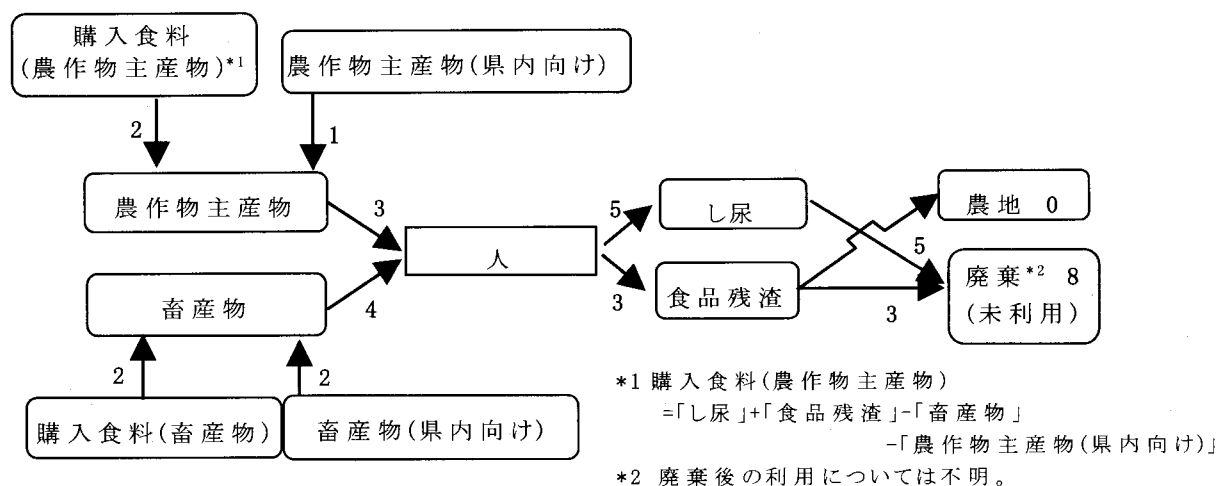 購入食料
(農作物主産物)*1
農作物主産物(県内向け)
2
1
農作物主産物
3
人
畜産物
4
2
2
購入食料(畜産物)
畜産物(県内向け)
5
し尿
3
食品残渣
農地 0
5
廃棄*2 8
(未利用)
3
*1 購入食料(農作物主産物)
=「し尿」+「食品残渣」-「畜産物」
-「農作物主産物(県内向け)」
*2 廃棄後の利用については不明。